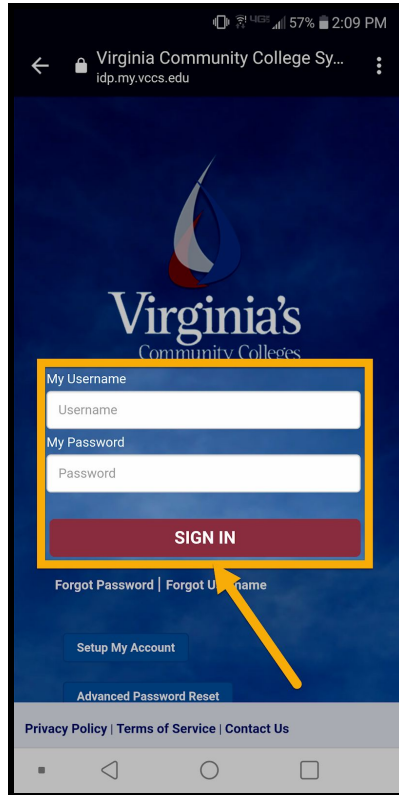 4GE 57% 2:09 PM
Virginia Community College Sy...
idp.my.vccs.edu
Virginia's
Community Colleges
My Username
Username
My Password
Password
SIGN IN
Forgot Password | Forgot Username
Setup My Account
Advanced Password Reset
Privacy Policy | Terms of Service | Contact Us